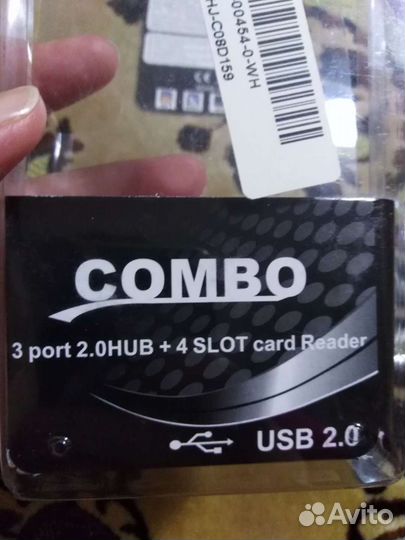 00454-0-WH
HJ-C08D159
COMBO
3 port 2.0HUB + 4 SLOT card Reader
USB 2.0
Avito